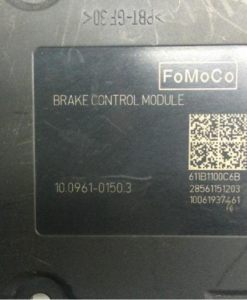 >PBT-GF30<
FoMoCo
BRAKE CONTROL MODULE
611B1100C6B
10.0961-0150.3
28561151203
10061937461